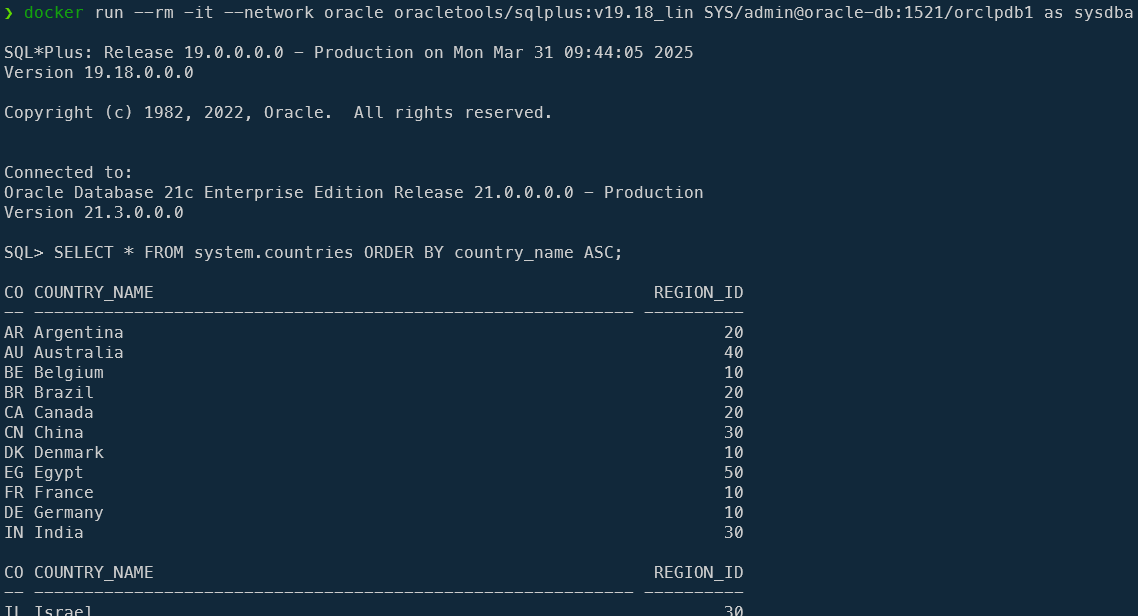 ❯ docker run --rm -it --network oracle oracletools/sqlplus:v19.18_lin SYS/admin@oracle-db:1521/orclpdb1 as sysdba
SQL*Plus: Release 19.0.0.0.0 - Production on Mon Mar 31 09:44:05 2025
Version 19.18.0.0.0
Copyright (c) 1982, 2022, Oracle.  All rights reserved.
Connected to:
Oracle Database 21c Enterprise Edition Release 21.0.0.0.0 - Production
Version 21.3.0.0.0
SQL> SELECT * FROM system.countries ORDER BY country_name ASC;
CO COUNTRY_NAME                                                  REGION_ID
-- ------------------------------------------------------------ ----------
AR Argentina                                                            20
AU Australia                                                            40
BE Belgium                                                              10
BR Brazil                                                               20
CA Canada                                                               20
CN China                                                                30
DK Denmark                                                              10
EG Egypt                                                                50
FR France                                                               10
DE Germany                                                              10
IN India                                                                30
CO COUNTRY_NAME                                                  REGION_ID
-- ------------------------------------------------------------ ----------
IL Israel                                                               30